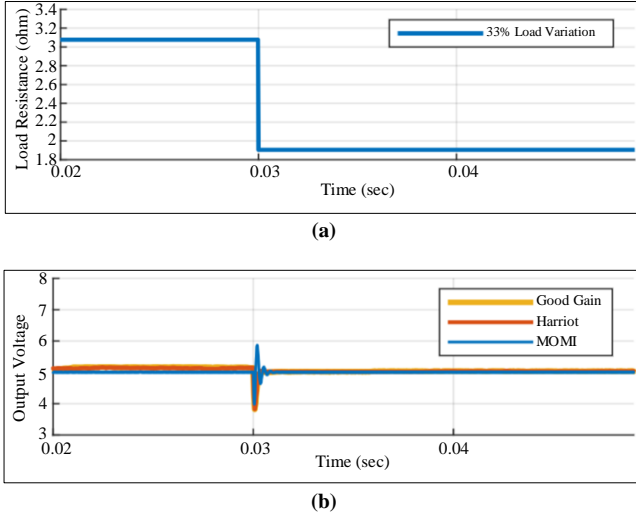 3.4
3.2
3
2.8
2.6
2.4
2.2
2
1.8
Load Resistance (ohm)
33% Load Variation
0.02
0.03
0.04
Time (sec)
(a)
8
7
6
5
4
3
Output Voltage
Good Gain
Harriot
MOMI
0.02
0.03
0.04
Time (sec)
(b)